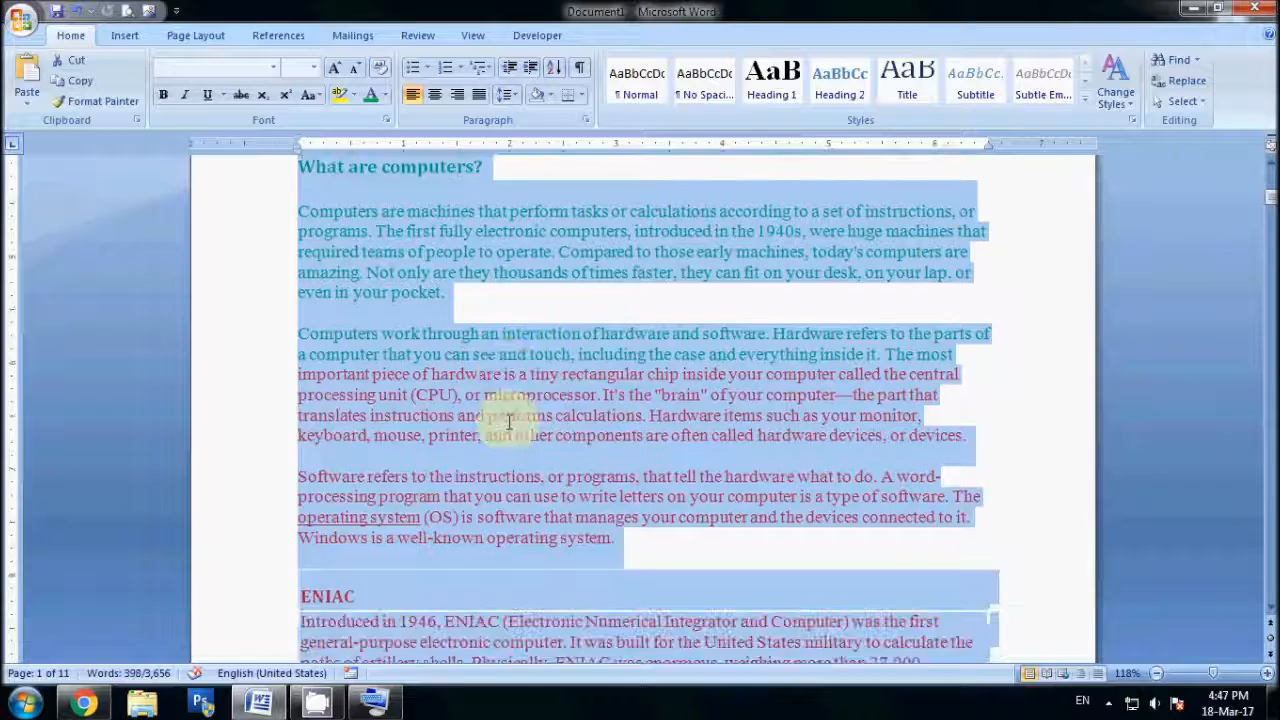 Document1 - Microsoft Word
Home Insert Page Layout References Mailings Review View Developer
Paste
Cut
Copy
Format Painter
Clipboard
B I U abc X₂ X² Aa
Font
Paragraph
AaBbCcDc AaBbCcDc AaB AaBbCc AaB AaBbCc. AaBbCcDc
¶ Normal ¶ No Spaci... Heading 1 Heading 2 Title Subtitle Subtle Em...
Change Styles
Styles
Find
Replace
Select
Editing
1 2 3 4 5 6 7
What are computers?
Computers are machines that perform tasks or calculations according to a set of instructions, or
programs. The first fully electronic computers, introduced in the 1940s, were huge machines that
required teams of people to operate. Compared to those early machines, today's computers are
amazing. Not only are they thousands of times faster, they can fit on your desk, on your lap, or
even in your pocket.
Computers work through an interaction of hardware and software. Hardware refers to the parts of
a computer that you can see and touch, including the case and everything inside it. The most
important piece of hardware is a tiny rectangular chip inside your computer called the central
processing unit (CPU), or microprocessor. It's the "brain" of your computer—the part that
translates instructions and performs calculations. Hardware items such as your monitor,
keyboard, mouse, printer, and other components are often called hardware devices, or devices.
Software refers to the instructions, or programs, that tell the hardware what to do. A word-
processing program that you can use to write letters on your computer is a type of software. The
operating system (OS) is software that manages your computer and the devices connected to it.
Windows is a well-known operating system.
ENIAC
Introduced in 1946, ENIAC (Electronic Numerical Integrator and Computer) was the first
general-purpose electronic computer. It was built for the United States military to calculate the
paths of artillery shells. Physically, ENIAC was enormous, weighing more than 27,000
Page: 1 of 11 Words: 398/3,656 English (United States) 118%
EN 4:47 PM
18-Mar-17